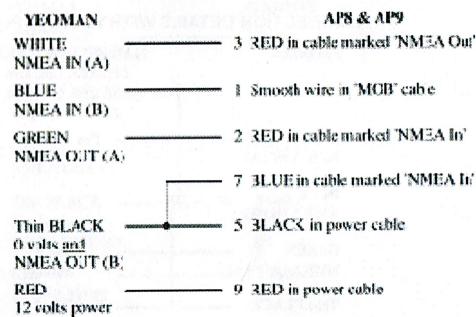 YEOMAN AP8 & AP9
WHITE 3 RED in cable marked 'NMEA Out'
NMEA IN (A)
BLUE 1 Smooth wire in "MOB" cable
NMEA IN (B)
GREEN 2 RED in cable marked 'NMEA In'
NMEA OUT (A)
7 BLUE in cable marked 'NMEA In'
Thin BLACK 5 BLACK in power cable
0 volts and
NMEA OUT (B)
RED 9 RED in power cable
12 volts power